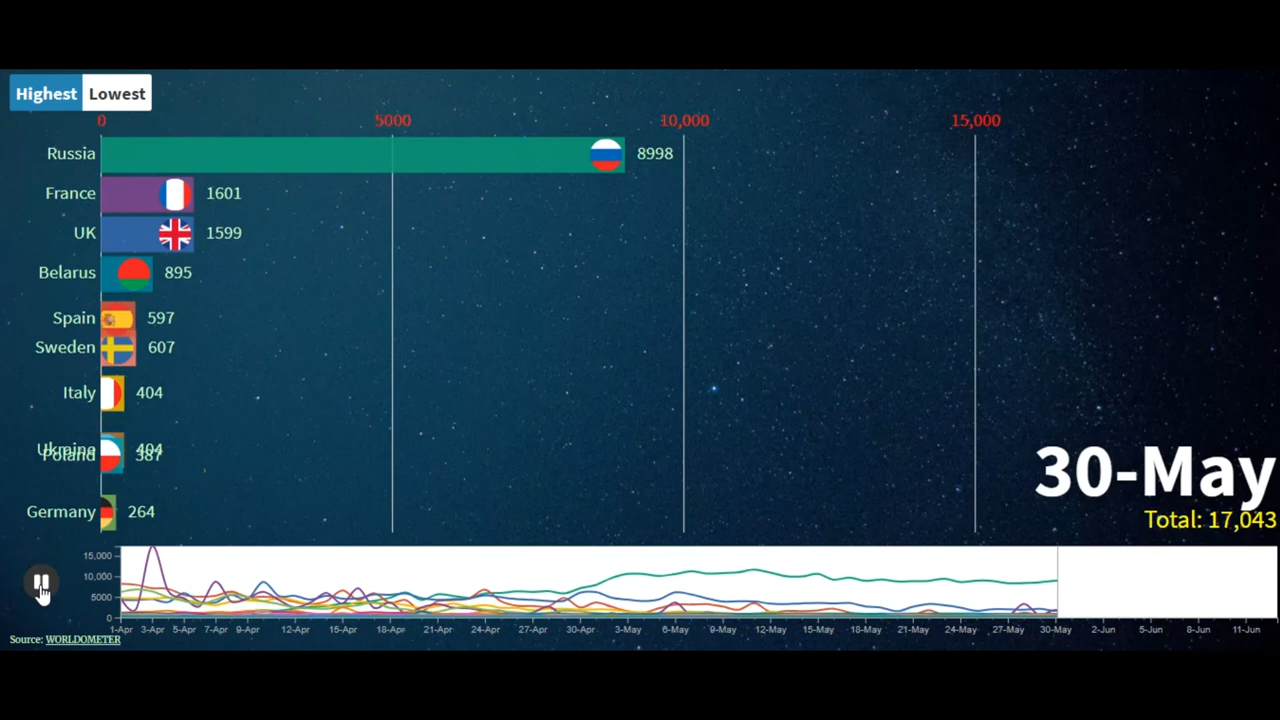 Highest Lowest
0 5000 10,000 15,000
Russia 8998
France 1601
UK 1599
Belarus 895
Spain 597
Sweden 607
Italy 404
Ukraine 404
Poland 387
Germany 264
30-May
Total: 17,043
15,000
10,000
5000
0
1-Apr 3-Apr 5-Apr 7-Apr 9-Apr 12-Apr 15-Apr 18-Apr 21-Apr 24-Apr 27-Apr 30-Apr 3-May 6-May 9-May 12-May 15-May 18-May 21-May 24-May 27-May 30-May 2-Jun 5-Jun 8-Jun 11-Jun
Source: WORLDOMETER